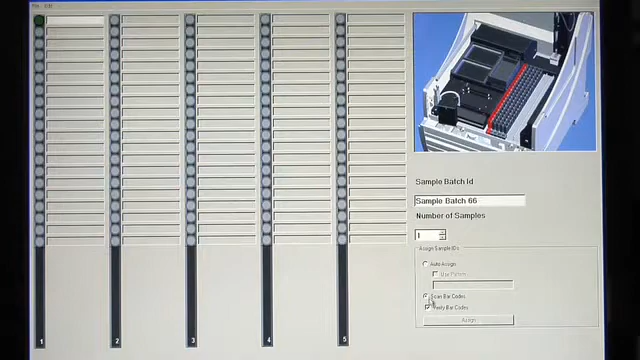 Sample Batch Id
Sample Batch 66
Number of Samples
1
Assign Sample IDs
Auto Assign
Use Pattern
Scan Bar Codes
Verify Bar Codes
Assign
1
2
3
4
5